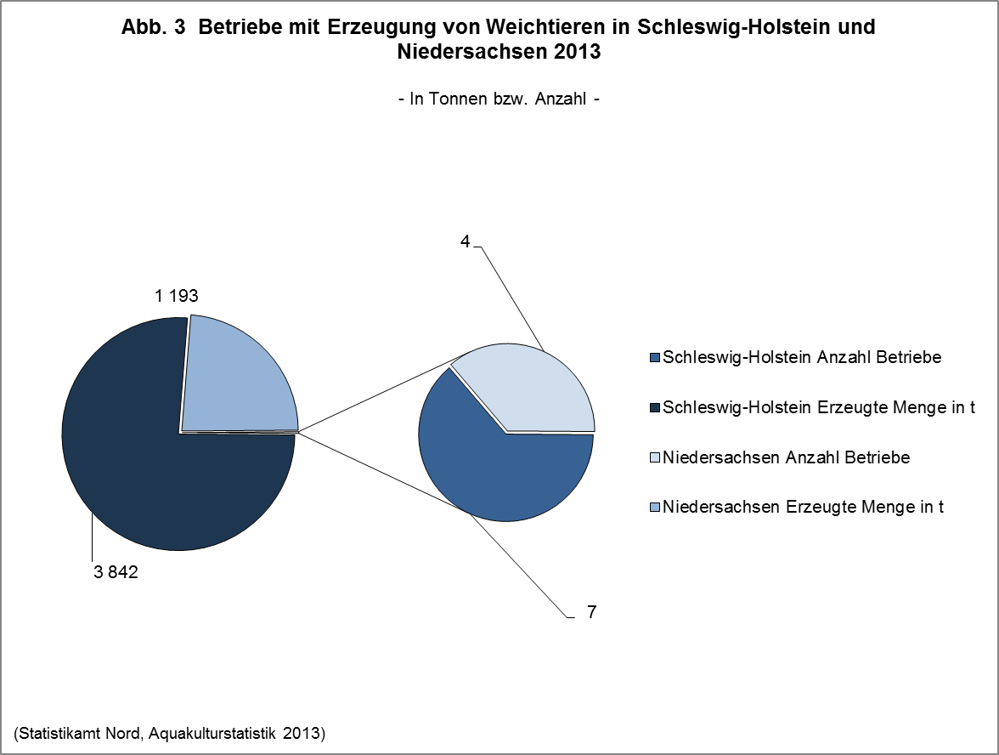 Abb. 3  Betriebe mit Erzeugung von Weichtieren in Schleswig-Holstein und
Niedersachsen 2013
- In Tonnen bzw. Anzahl -
4
1 193
Schleswig-Holstein Anzahl Betriebe
Schleswig-Holstein Erzeugte Menge in t
Niedersachsen Anzahl Betriebe
Niedersachsen Erzeugte Menge in t
3 842
7
(Statistikamt Nord, Aquakulturstatistik 2013)